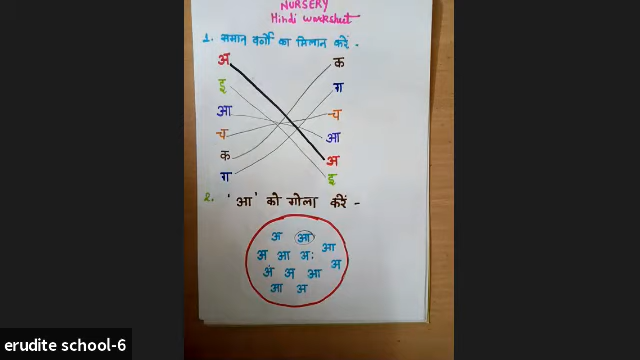 NURSERY
Hindi worksheet
1. समान वर्णों का मिलान करें -
अ क
इ ग
आ प
प आ
क अ
ग इ
2. 'आ' को गोला करें -
अ आ
अ आ अः आ
अं अ आ अ
आ अ
erudite school-6